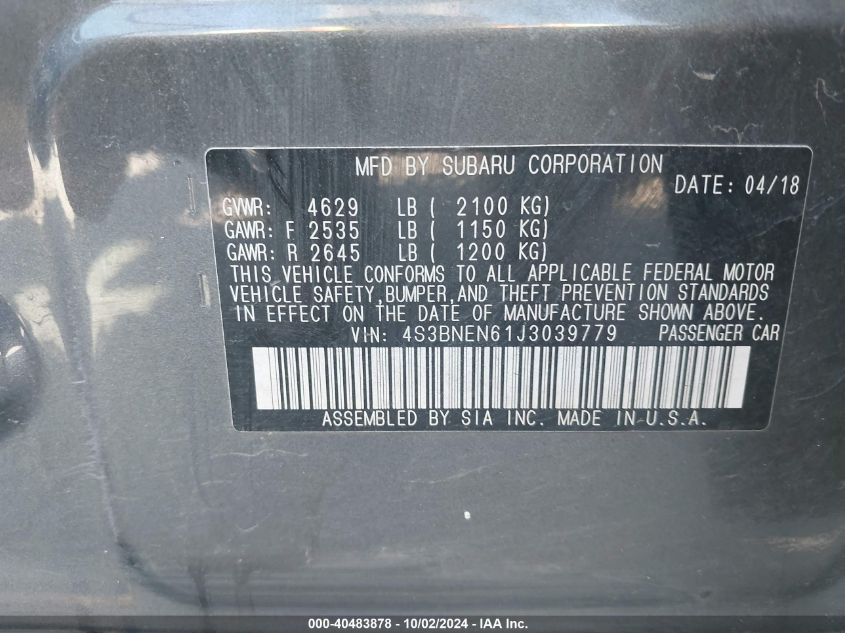 MFD BY SUBARU CORPORATION
DATE: 04/18
GVWR: 4629 LB ( 2100 KG)
GAWR: F 2535 LB ( 1150 KG)
GAWR: R 2645 LB ( 1200 KG)
THIS VEHICLE CONFORMS TO ALL APPLICABLE FEDERAL MOTOR
VEHICLE SAFETY,BUMPER,AND THEFT PREVENTION STANDARDS
IN EFFECT ON THE DATE OF MANUFACTURE SHOWN ABOVE.
VIN: 4S3BNEN61J3039779 PASSENGER CAR
ASSEMBLED BY SIA INC. MADE IN U.S.A.
000-40483878 - 10/02/2024 - IAA Inc.